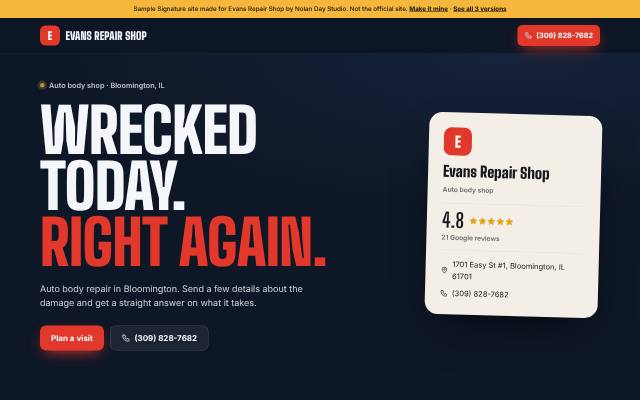 Sample Signature site made for Evans Repair Shop by Nolan Day Studio. Not the official site. Make it mine · See all 3 versions
E EVANS REPAIR SHOP
(309) 828-7682
Auto body shop · Bloomington, IL
WRECKED
TODAY.
RIGHT AGAIN.
Auto body repair in Bloomington. Send a few details about the
damage and get a straight answer on what it takes.
Plan a visit
(309) 828-7682
E
Evans Repair Shop
Auto body shop
4.8
21 Google reviews
1701 Easy St #1, Bloomington, IL
61701
(309) 828-7682